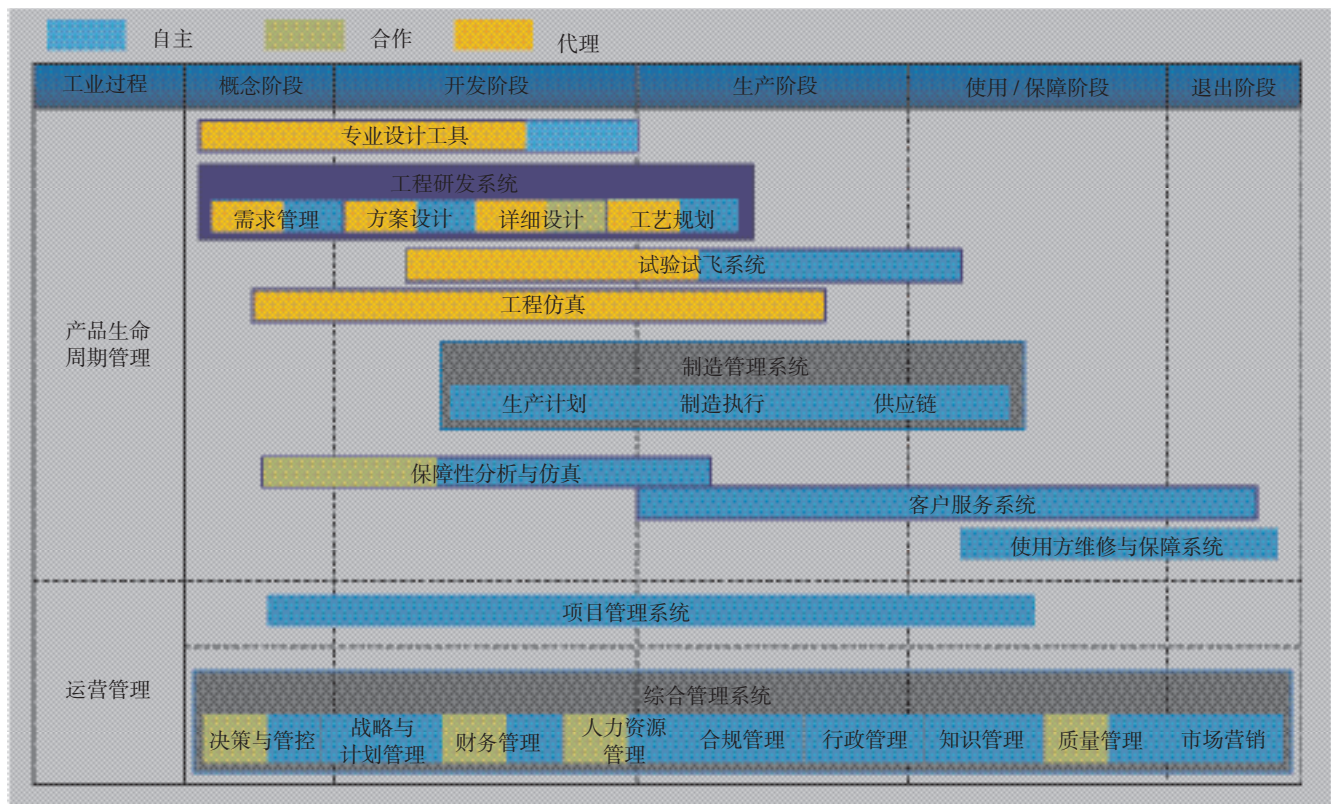 自主
合作
代理
工业过程
概念阶段
开发阶段
生产阶段
使用 / 保障阶段
退出阶段
产品生命
周期管理
专业设计工具
工程研发系统
需求管理
方案设计
详细设计
工艺规划
试验试飞系统
工程仿真
制造管理系统
生产计划
制造执行
供应链
保障性分析与仿真
客户服务系统
使用方维修与保障系统
运营管理
项目管理系统
综合管理系统
决策与管控
战略与
计划管理
财务管理
人力资源
管理
合规管理
行政管理
知识管理
质量管理
市场营销